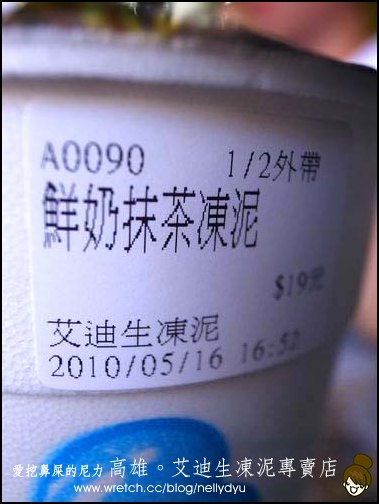 A0090 1/2外帶
鮮奶抹茶凍泥
$19元
艾迪生凍泥
2010/05/16 16:52
愛挖鼻屎的尼力 高雄。艾迪生凍泥專賣店
www.wretch.cc/blog/nellydyu